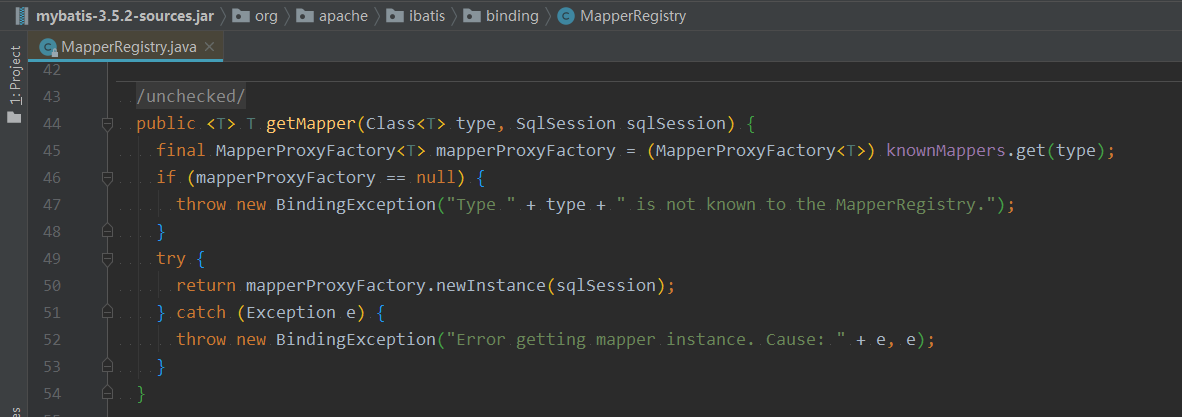 mybatis-3.5.2-sources.jar org apache ibatis binding MapperRegistry
MapperRegistry.java
1: Project
42
43 /unchecked/
44 public <T> T getMapper(Class<T> type, SqlSession sqlSession) {
45 final MapperProxyFactory<T> mapperProxyFactory = (MapperProxyFactory<T>) knownMappers.get(type);
46 if (mapperProxyFactory == null) {
47 throw new BindingException("Type " + type + " is not known to the MapperRegistry.");
48 }
49 try {
50 return mapperProxyFactory.newInstance(sqlSession);
51 } catch (Exception e) {
52 throw new BindingException("Error getting mapper instance. Cause: " + e, e);
53 }
54 }